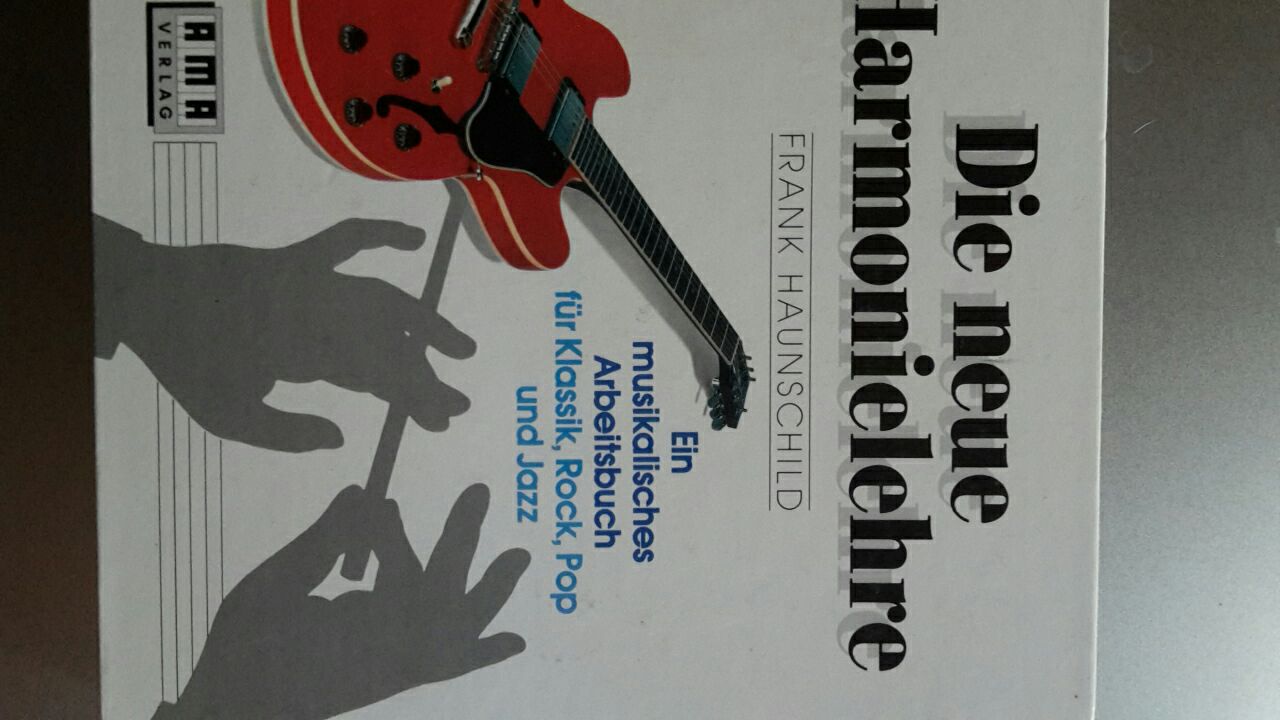 Die neue
Harmonielehre
FRANK HAUNSCHILD
Ein
musikalisches
Arbeitsbuch
für Klassik, Rock, Pop
und Jazz
AMA
VERLAG